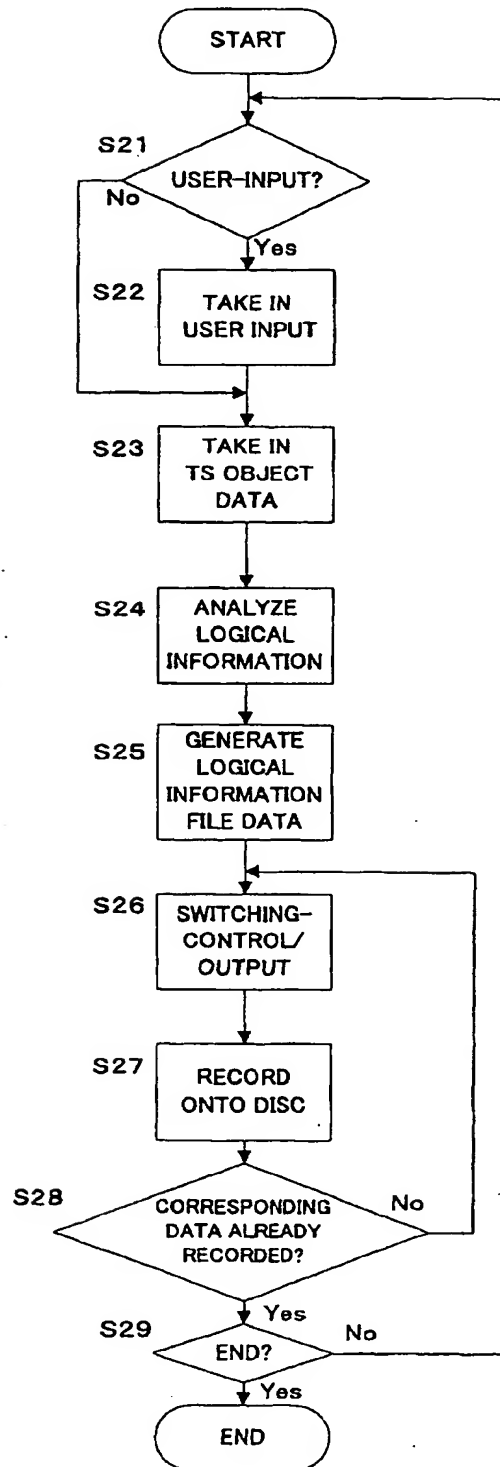 START
S21
USER-INPUT?
No
Yes
S22
TAKE IN
USER INPUT
S23
TAKE IN
TS OBJECT
DATA
S24
ANALYZE
LOGICAL
INFORMATION
S25
GENERATE
LOGICAL
INFORMATION
FILE DATA
S26
SWITCHING-
CONTROL/
OUTPUT
S27
RECORD
ONTO DISC
S28
CORRESPONDING
DATA ALREADY
RECORDED?
No
Yes
S29
END?
No
Yes
END